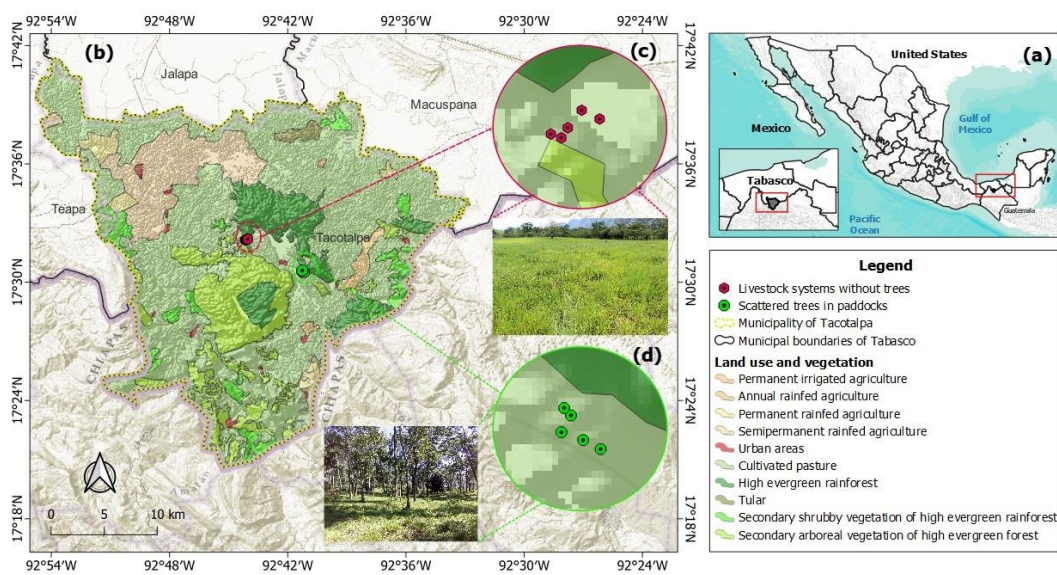 92°54'W 92°48'W 92°42'W 92°36'W 92°30'W 92°24'W
17°42'N 17°36'N 17°30'N 17°24'N 17°18'N
(b)
Jalapa
Macuspana
Teapa
Tacotalpa
CHIAPAS
CHIAPAS
0 5 10 km
(c)
(d)
17°42'N
17°36'N
17°30'N
17°24'N
17°18'N
92°54'W 92°48'W 92°42'W 92°36'W 92°30'W 92°24'W
(a)
United States
Gulf of
Mexico
Mexico
Tabasco
Guatemala
Pacific
Ocean
Legend
Livestock systems without trees
Scattered trees in paddocks
Municipality of Tacotalpa
Municipal boundaries of Tabasco
Land use and vegetation
Permanent irrigated agriculture
Annual rainfed agriculture
Permanent rainfed agriculture
Semipermanent rainfed agriculture
Urban areas
Cultivated pasture
High evergreen rainforest
Tular
Secondary shrubby vegetation of high evergreen rainforest
Secondary arboreal vegetation of high evergreen forest